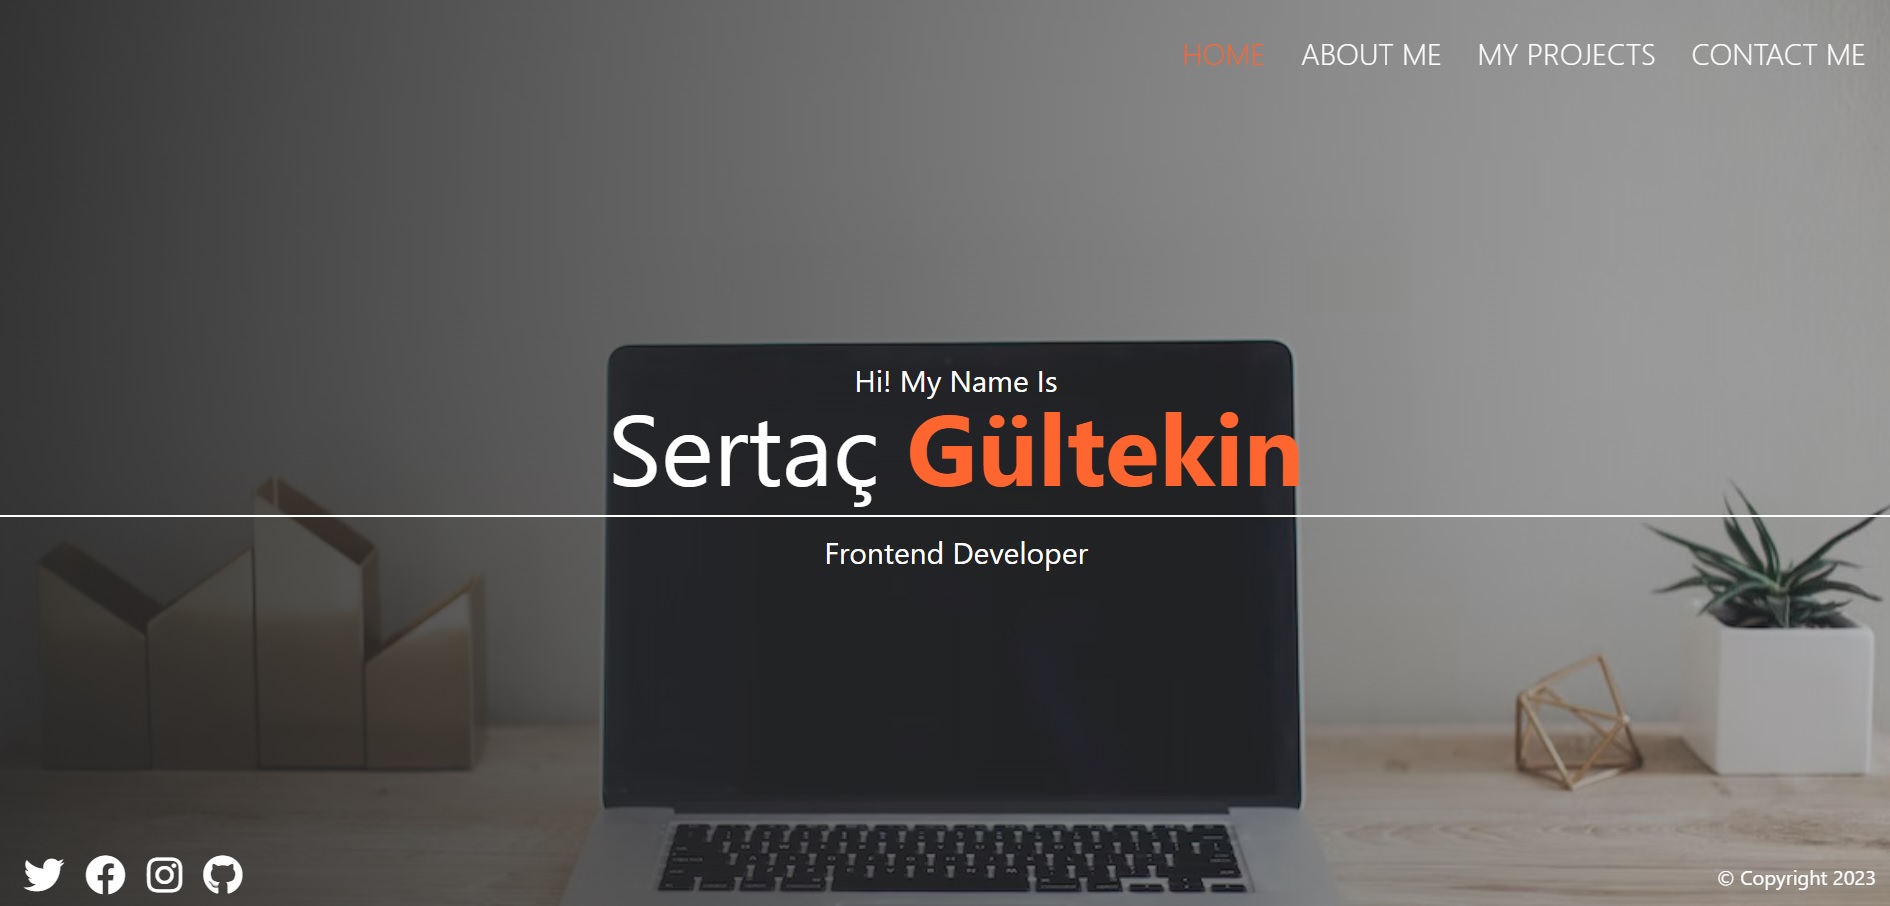 HOME ABOUT ME MY PROJECTS CONTACT ME
Hi! My Name Is
Sertaç Gültekin
Frontend Developer
© Copyright 2023